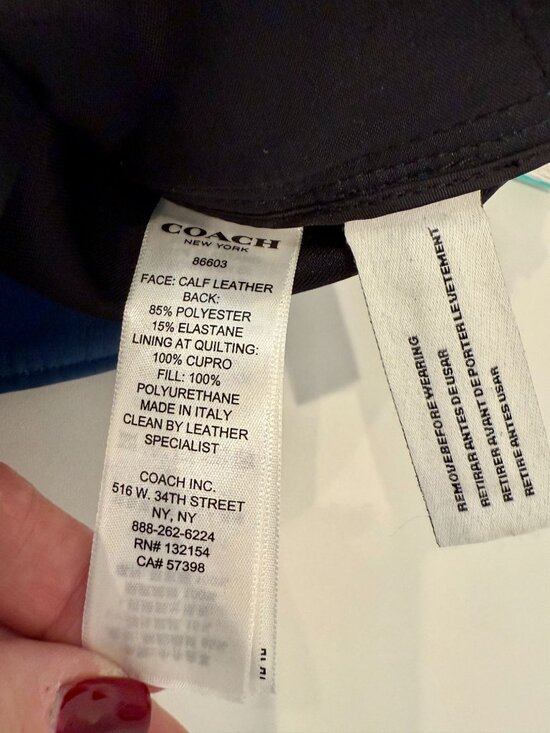 COACH
NEW YORK
86603
FACE: CALF LEATHER
BACK:
85% POLYESTER
15% ELASTANE
LINING AT QUILTING:
100% CUPRO
FILL: 100%
POLYURETHANE
MADE IN ITALY
CLEAN BY LEATHER
SPECIALIST
COACH INC.
516 W. 34TH STREET
NY, NY
888-262-6224
RN# 132154
CA# 57398
REMOVE BEFORE WEARING
RETIRAR ANTES DE USAR
RETIRER AVANT DE PORTER LE VETEMENT
RETIRE ANTES USAR